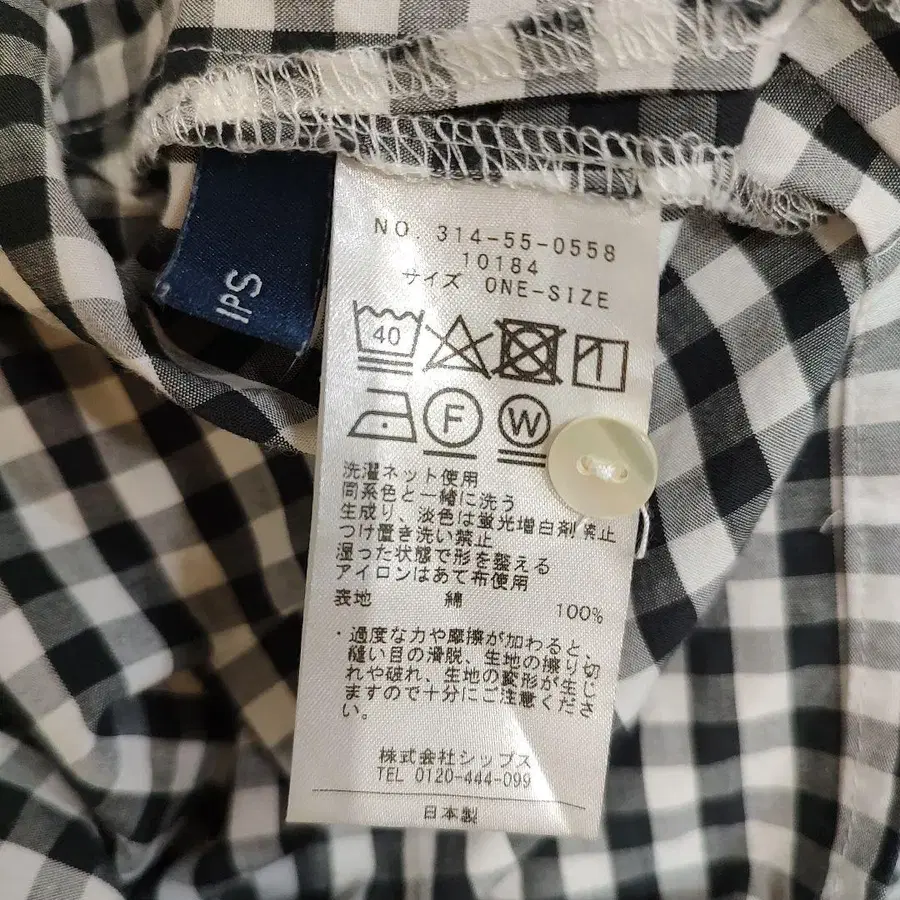 IPS
NO. 314-55-0558
10184
サイズ ONE-SIZE
40
F
W
洗濯ネット使用
同系色と一緒に洗う
生成り、淡色は蛍光増白剤禁止
つけ置き洗い禁止
湿った状態で形を整える
アイロンはあて布使用
表地 綿 100%
・過度な力や摩擦が加わると、
縫い目の滑脱、生地の擦り切
れや破れ、生地の変形が生じ
ますので十分にご注意くださ
い。
株式会社シップス
TEL 0120-444-099
日本製